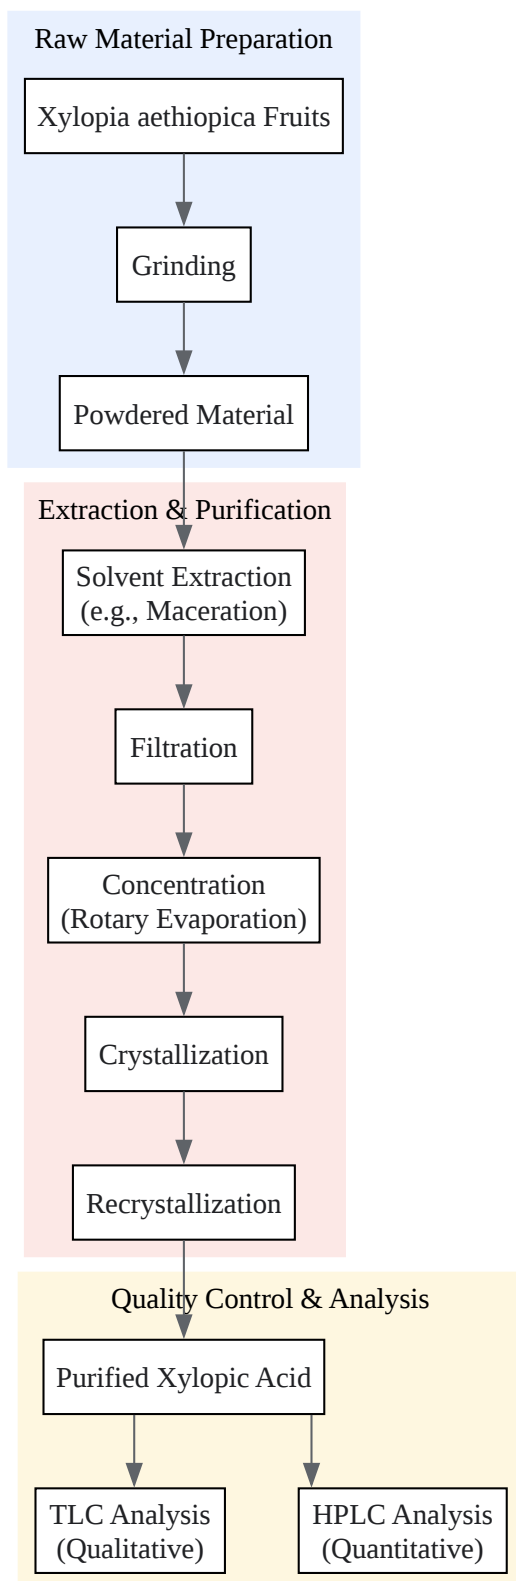 Raw Material Preparation
Xylopia aethiopica Fruits
Grinding
Powdered Material
Extraction & Purification
Solvent Extraction
(e.g., Maceration)
Filtration
Concentration
(Rotary Evaporation)
Crystallization
Recrystallization
Quality Control & Analysis
Purified Xylopic Acid
TLC Analysis
(Qualitative)
HPLC Analysis
(Quantitative)